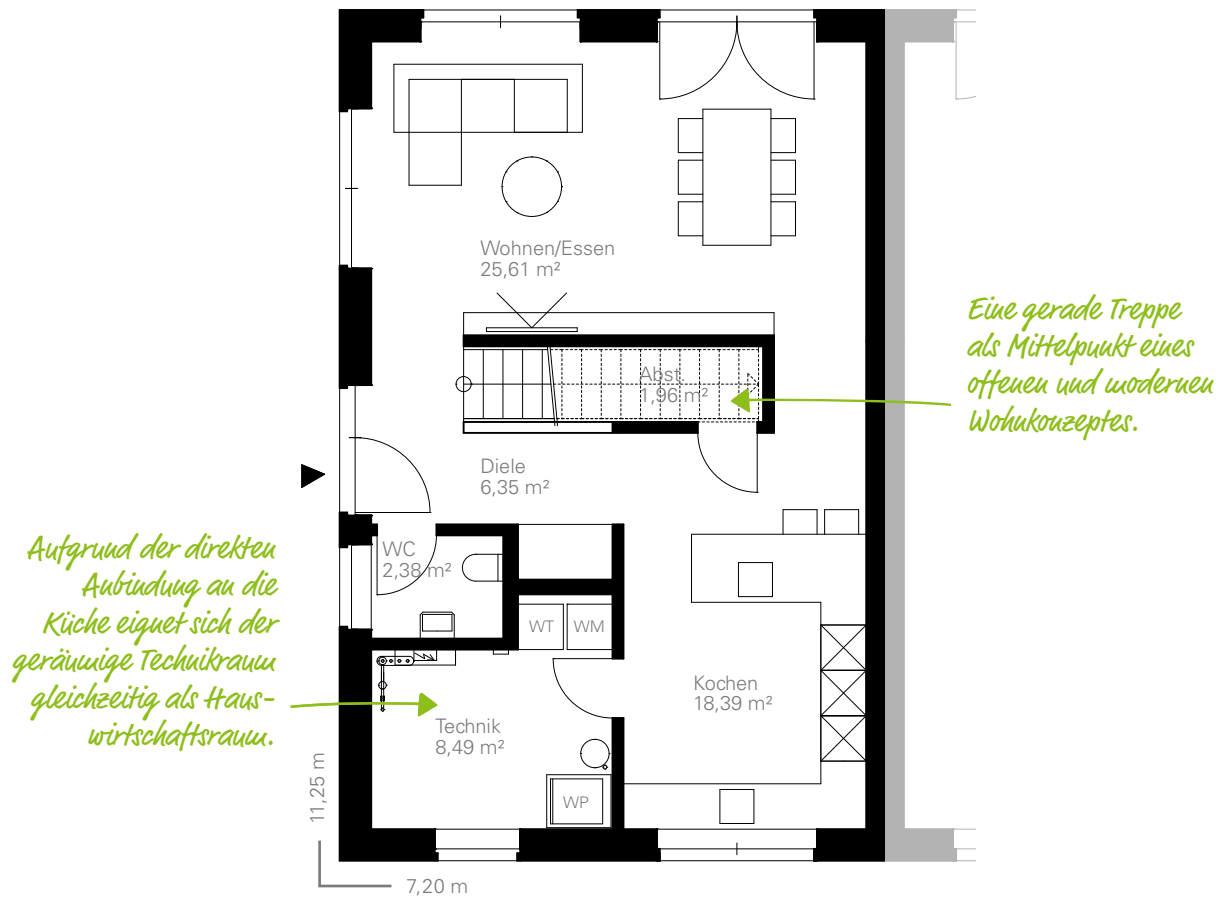 Wohnen/Essen
25,61 m²
Abst.
1,96 m²
Eine gerade Treppe
als Mittelpunkt eines
offenen und modernen
Wohnkonzeptes.
Diele
6,35 m²
WC
2,38 m²
Aufgrund der direkten
Anbindung an die
Küche eignet sich der
geräumige Technikraum
gleichzeitig als Haus-
wirtschaftsraum.
WT
WM
Kochen
18,39 m²
Technik
8,49 m²
WP
11,25 m
7,20 m